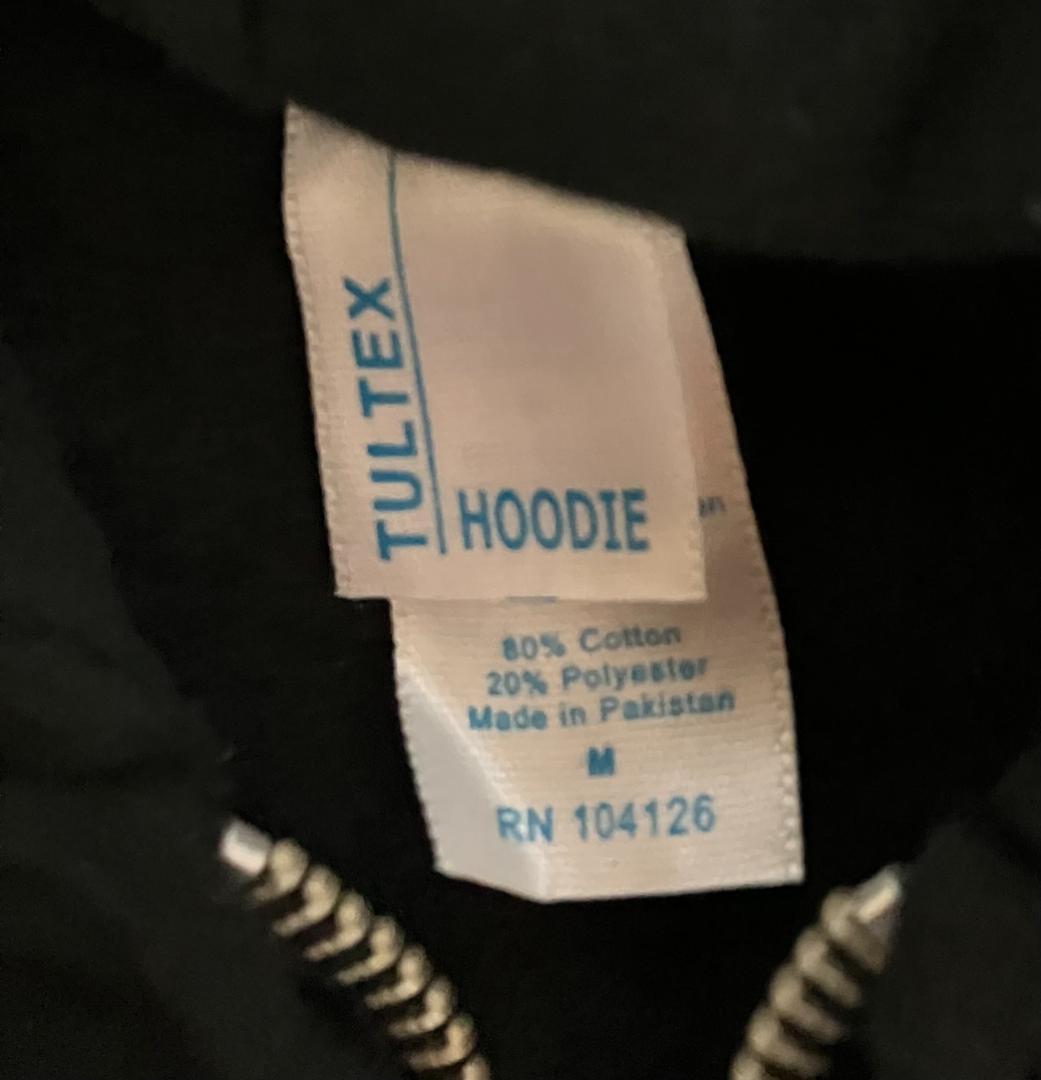 TULTEX
HOODIE
80% Cotton
20% Polyester
Made in Pakistan
M
RN 104126